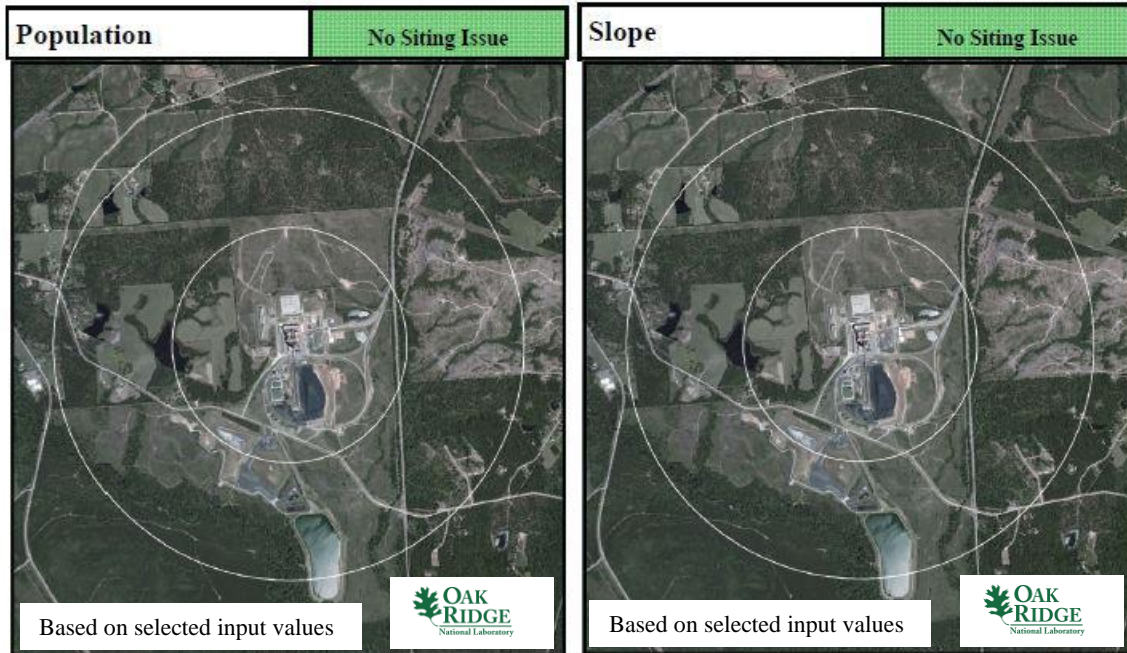 Population
No Siting Issue
Based on selected input values
OAK
RIDGE
National Laboratory
Slope
No Siting Issue
Based on selected input values
OAK
RIDGE
National Laboratory